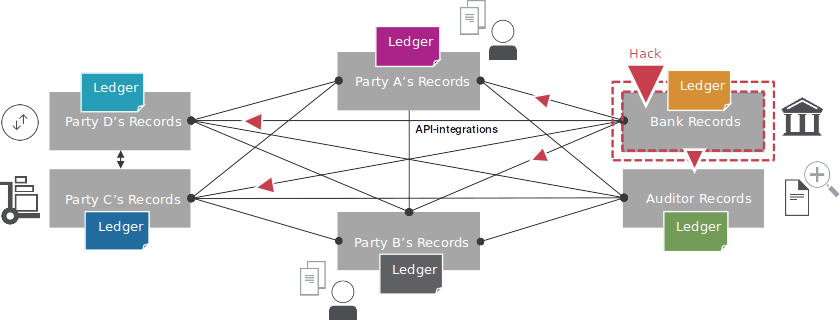 Ledger
Party A's Records
Hack
Ledger
Ledger
Party D's Records
API-integrations
Bank Records
Party C's Records
Auditor Records
Ledger
Ledger
Party B's Records
Ledger